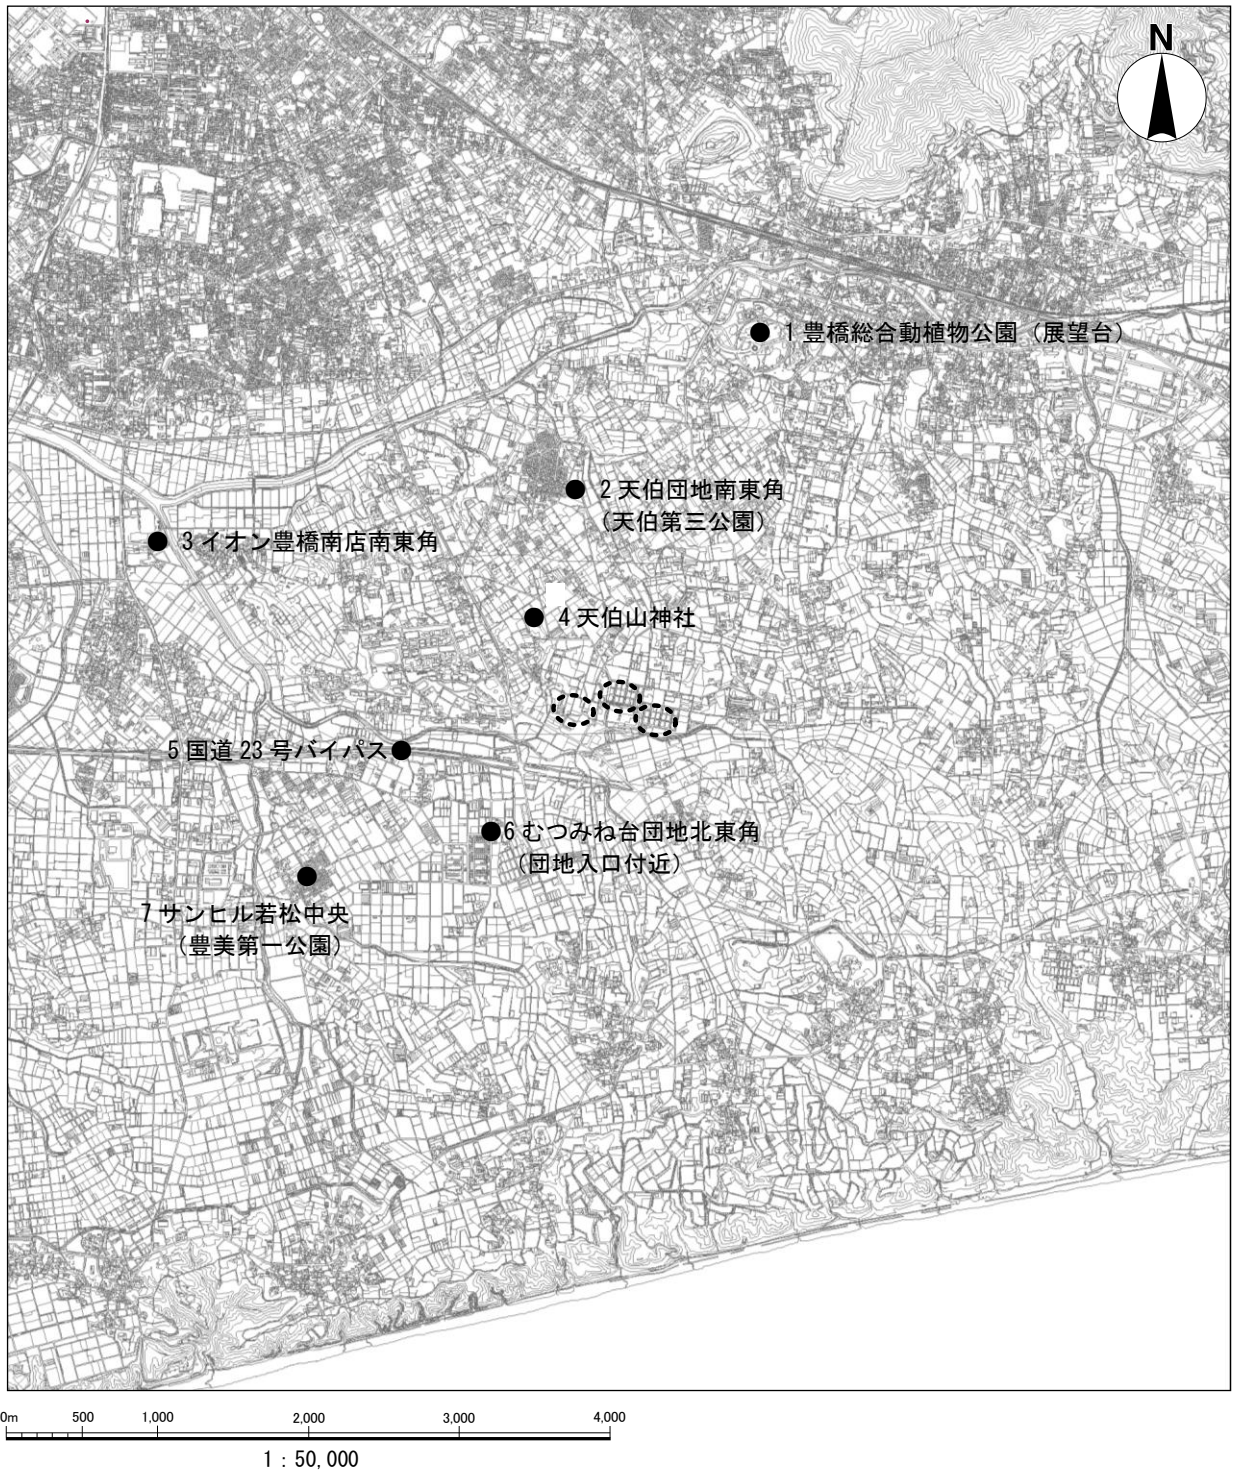 N
1 豊橋総合動植物公園（展望台）
2 天伯団地南東角
（天伯第三公園）
3 イオン豊橋南店南東角
4 天伯山神社
5 国道 23 号バイパス
6 むつみね台団地北東角
（団地入口付近）
7 サンヒル若松中央
（豊美第一公園）
0m 500 1,000 2,000 3,000 4,000
1 : 50,000